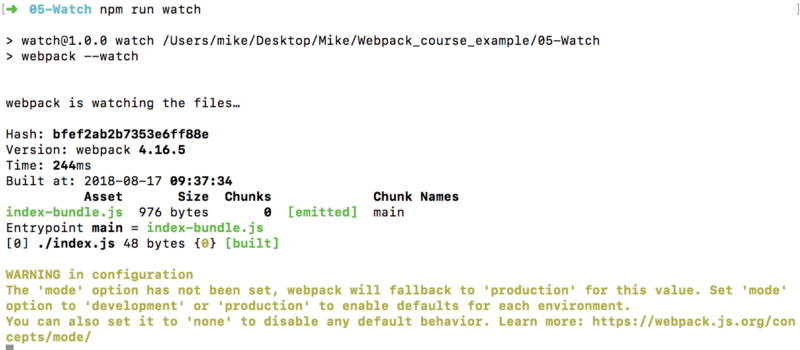 [➜ 05-Watch npm run watch ]
> watch@1.0.0 watch /Users/mike/Desktop/Mike/Webpack_course_example/05-Watch
> webpack --watch
webpack is watching the files…
Hash: bfef2ab2b7353e6ff88e
Version: webpack 4.16.5
Time: 244ms
Built at: 2018-08-17 09:37:34
Asset Size Chunks Chunk Names
index-bundle.js 976 bytes 0 [emitted] main
Entrypoint main = index-bundle.js
[0] ./index.js 48 bytes {0} [built]
WARNING in configuration
The 'mode' option has not been set, webpack will fallback to 'production' for this value. Set 'mode'
option to 'development' or 'production' to enable defaults for each environment.
You can also set it to 'none' to disable any default behavior. Learn more: https://webpack.js.org/con
cepts/mode/